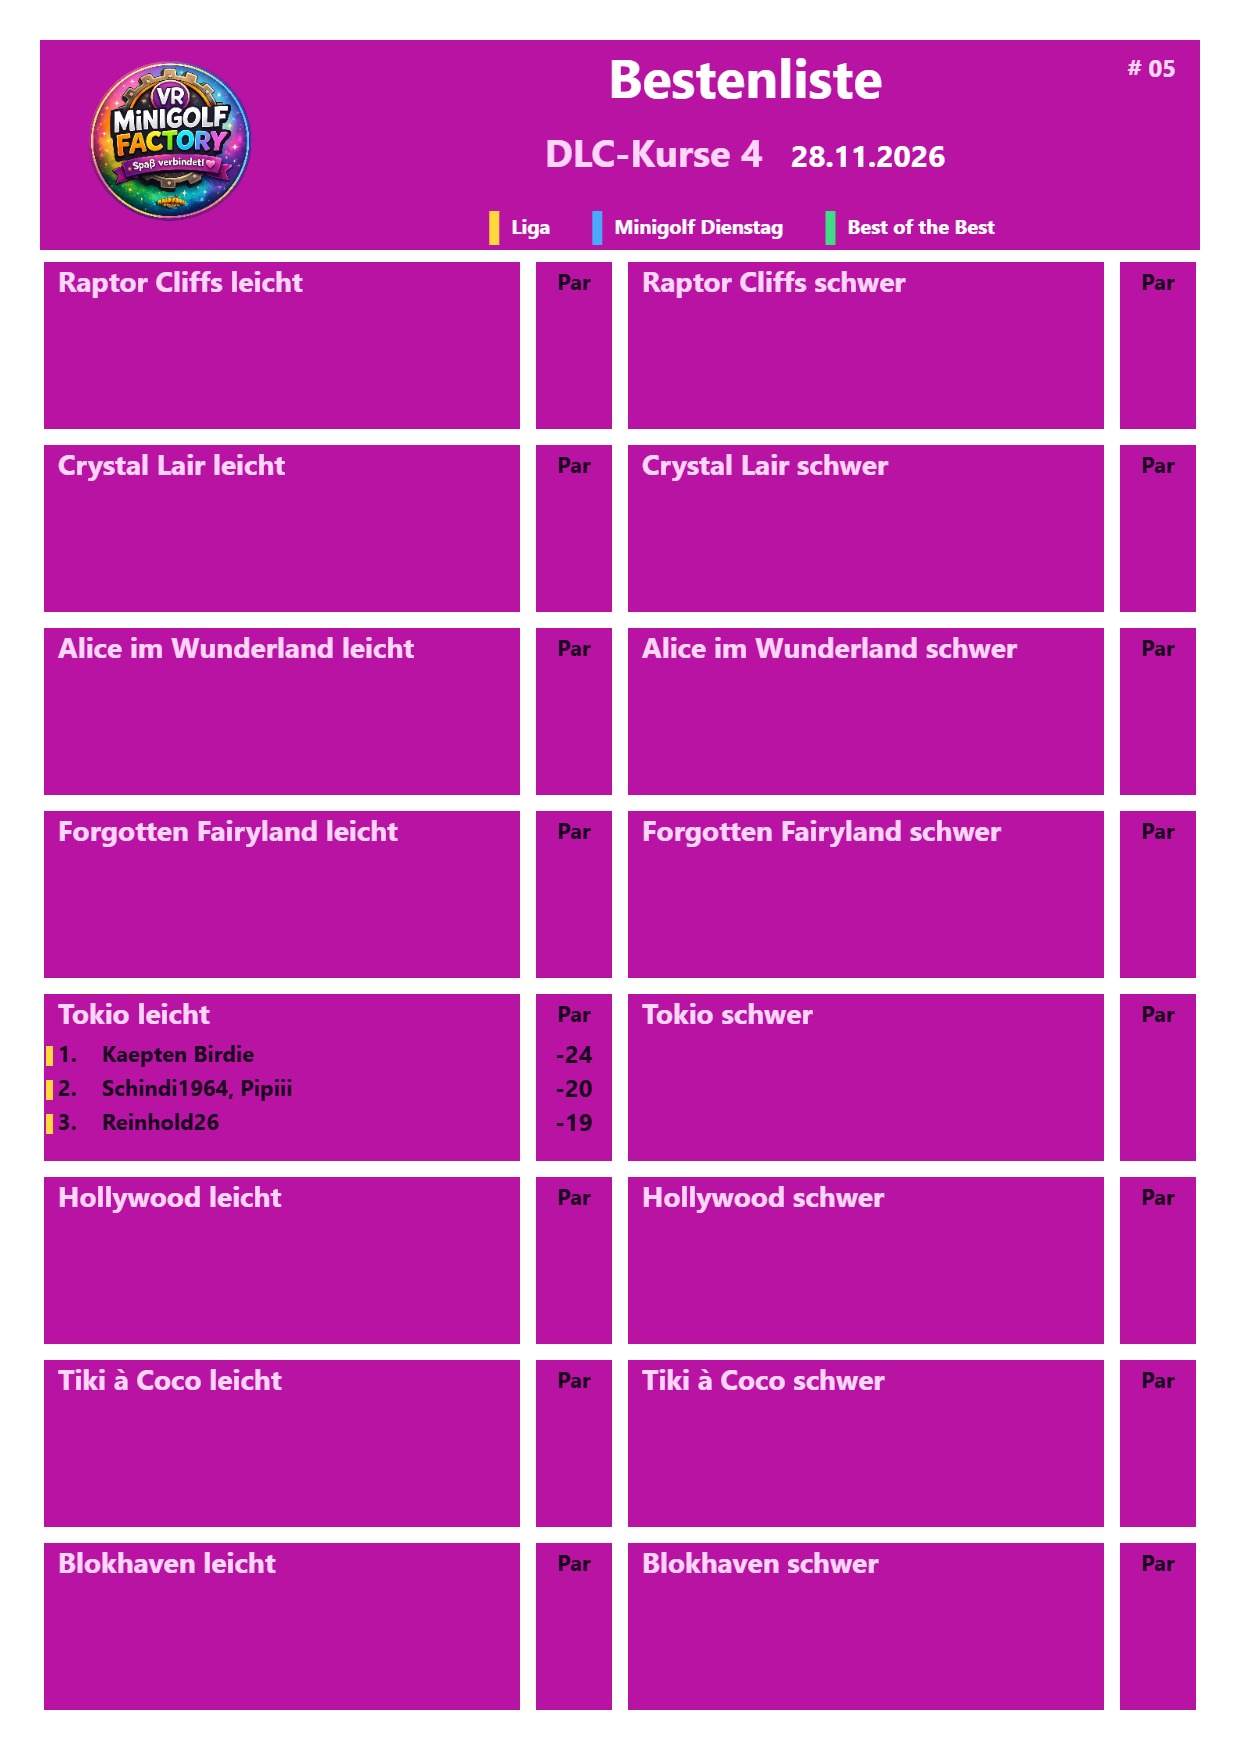 VR
MiNiGOLF
FACTORY
Spaß verbindet!
Bestenliste
# 05
DLC-Kurse 4 28.11.2026
Liga Minigolf Dienstag Best of the Best
Raptor Cliffs leicht Par Raptor Cliffs schwer Par
Crystal Lair leicht Par Crystal Lair schwer Par
Alice im Wunderland leicht Par Alice im Wunderland schwer Par
Forgotten Fairyland leicht Par Forgotten Fairyland schwer Par
Tokio leicht Par Tokio schwer Par
1. Kaepten Birdie -24
2. Schindi1964, Pipiii -20
3. Reinhold26 -19
Hollywood leicht Par Hollywood schwer Par
Tiki à Coco leicht Par Tiki à Coco schwer Par
Blokhaven leicht Par Blokhaven schwer Par